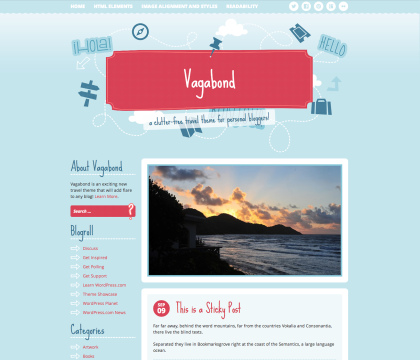 HOME HTML ELEMENTS IMAGE ALIGNMENT AND STYLES READABILITY
¡HOLA!
HELLO
Vagabond
a clutter-free travel theme for personal bloggers!
About Vagabond
Vagabond is an exciting new
travel theme that will add flare
to any blog! Learn more.
Search ...
Blogroll
Discuss
Get Inspired
Get Polling
Get Support
Learn WordPress.com
Theme Showcase
WordPress Planet
WordPress.com News
Categories
Artwork
Books
SEP
09
This is a Sticky Post
Far far away, behind the word mountains, far from the countries Vokalia and Consonantia,
there live the blind texts.
Separated they live in Bookmarksgrove right at the coast of the Semantics, a large language
ocean.